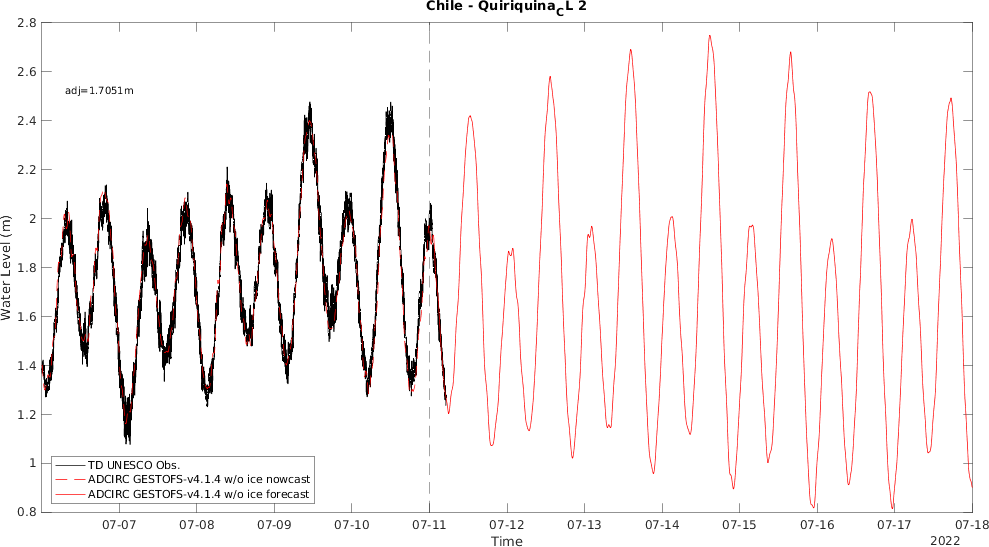 Chile - Quiriquina_CL 2
2.8
2.6
2.4
2.2
2
1.8
1.6
1.4
1.2
1
0.8
Water Level (m)
adj=1.7051m
TD UNESCO Obs.
ADCIRC GESTOFS-v4.1.4 w/o ice nowcast
ADCIRC GESTOFS-v4.1.4 w/o ice forecast
07-07 07-08 07-09 07-10 07-11 07-12 07-13 07-14 07-15 07-16 07-17 07-18
Time
2022